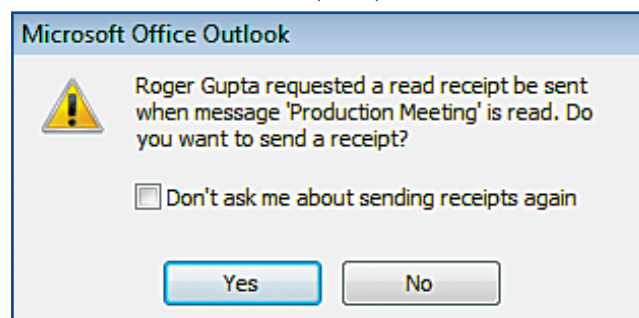 Microsoft Office Outlook
Roger Gupta requested a read receipt be sent
when message 'Production Meeting' is read. Do
you want to send a receipt?
Don't ask me about sending receipts again
Yes No